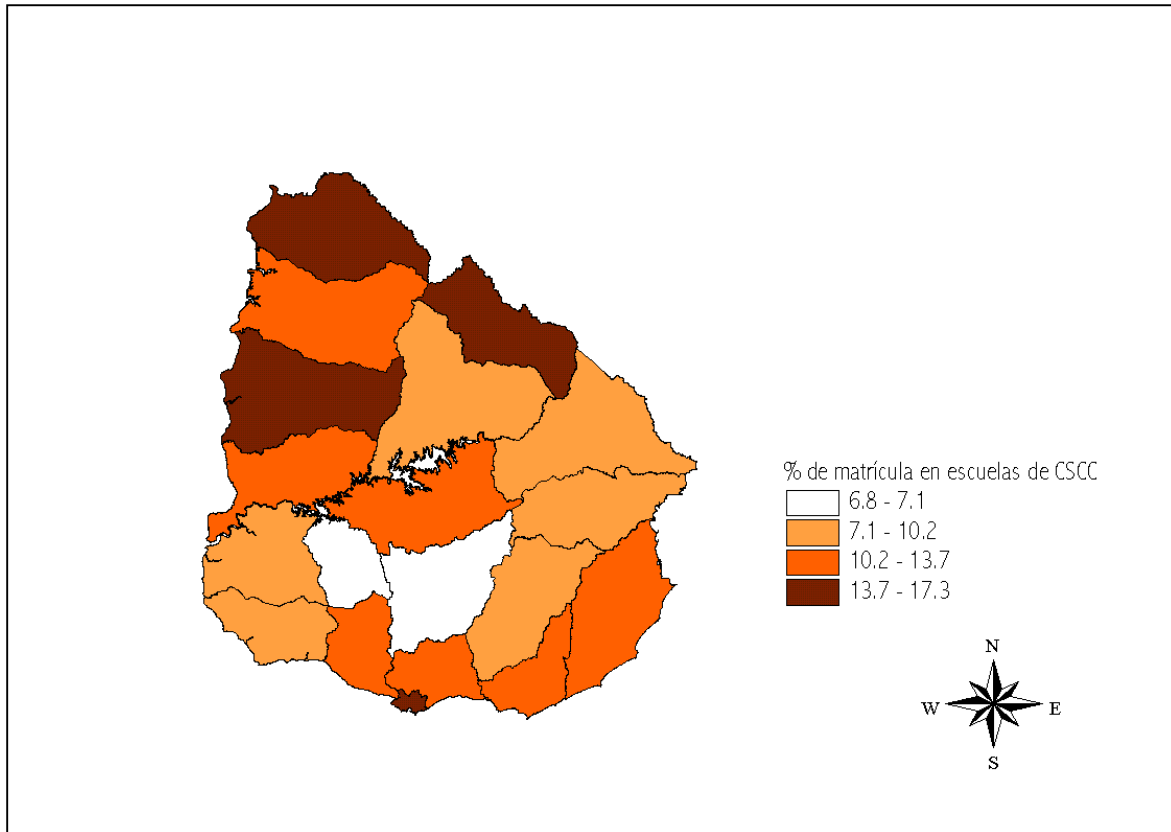 % de matrícula en escuelas de CSCC
6.8 - 7.1
7.1 - 10.2
10.2 - 13.7
13.7 - 17.3
N
W E
S